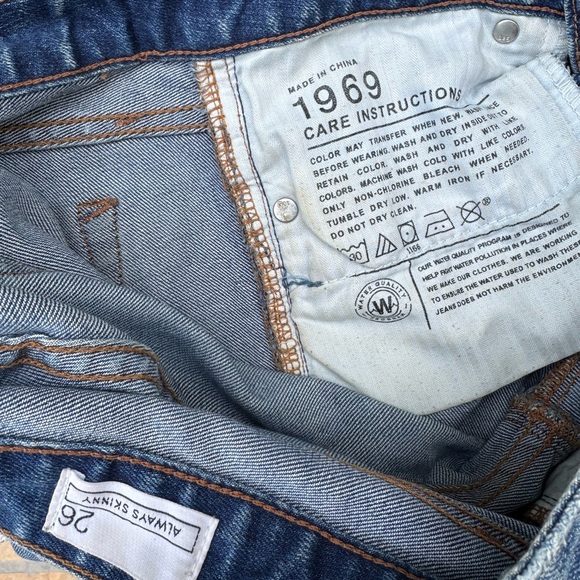 MADE IN CHINA
1969
CARE INSTRUCTIONS
COLOR MAY TRANSFER WHEN NEW. WASH
BEFORE WEARING. WASH AND DRY INSIDE OUT TO
RETAIN COLOR. WASH AND DRY WITH LIKE
COLORS. MACHINE WASH COLD WITH LIKE COLORS.
ONLY NON-CHLORINE BLEACH WHEN NEEDED.
TUMBLE DRY LOW. WARM IRON IF NECESSARY.
DO NOT DRY CLEAN.
30
OUR WATER QUALITY PROGRAM IS DESIGNED TO
HELP FIGHT WATER POLLUTION IN PLACES WHERE
WE MAKE OUR CLOTHES. WE ARE WORKING
TO ENSURE THE WATER USED TO WASH THESE
JEANS DOES NOT HARM THE ENVIRONMENT
WATER QUALITY
W
PROGRAM
26
ALWAYS SKINNY